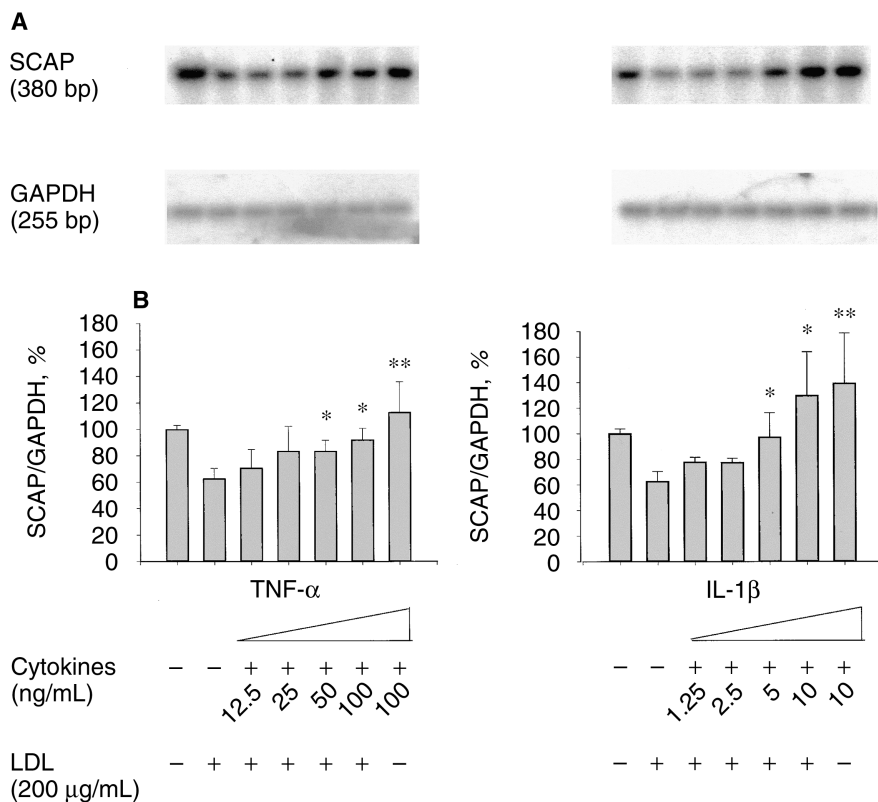 A
SCAP
(380 bp)
GAPDH
(255 bp)
B
180
160
140
120
100
80
60
40
20
0
SCAP/GAPDH, %
* * **
TNF-α
180
160
140
120
100
80
60
40
20
0
SCAP/GAPDH, %
* * **
IL-1β
Cytokines
(ng/mL)
– – + + + + +
12.5 25 50 100 100
– – + + + + +
1.25 2.5 5 10 10
LDL
(200 μg/mL)
– + + + + + –
– + + + + + –